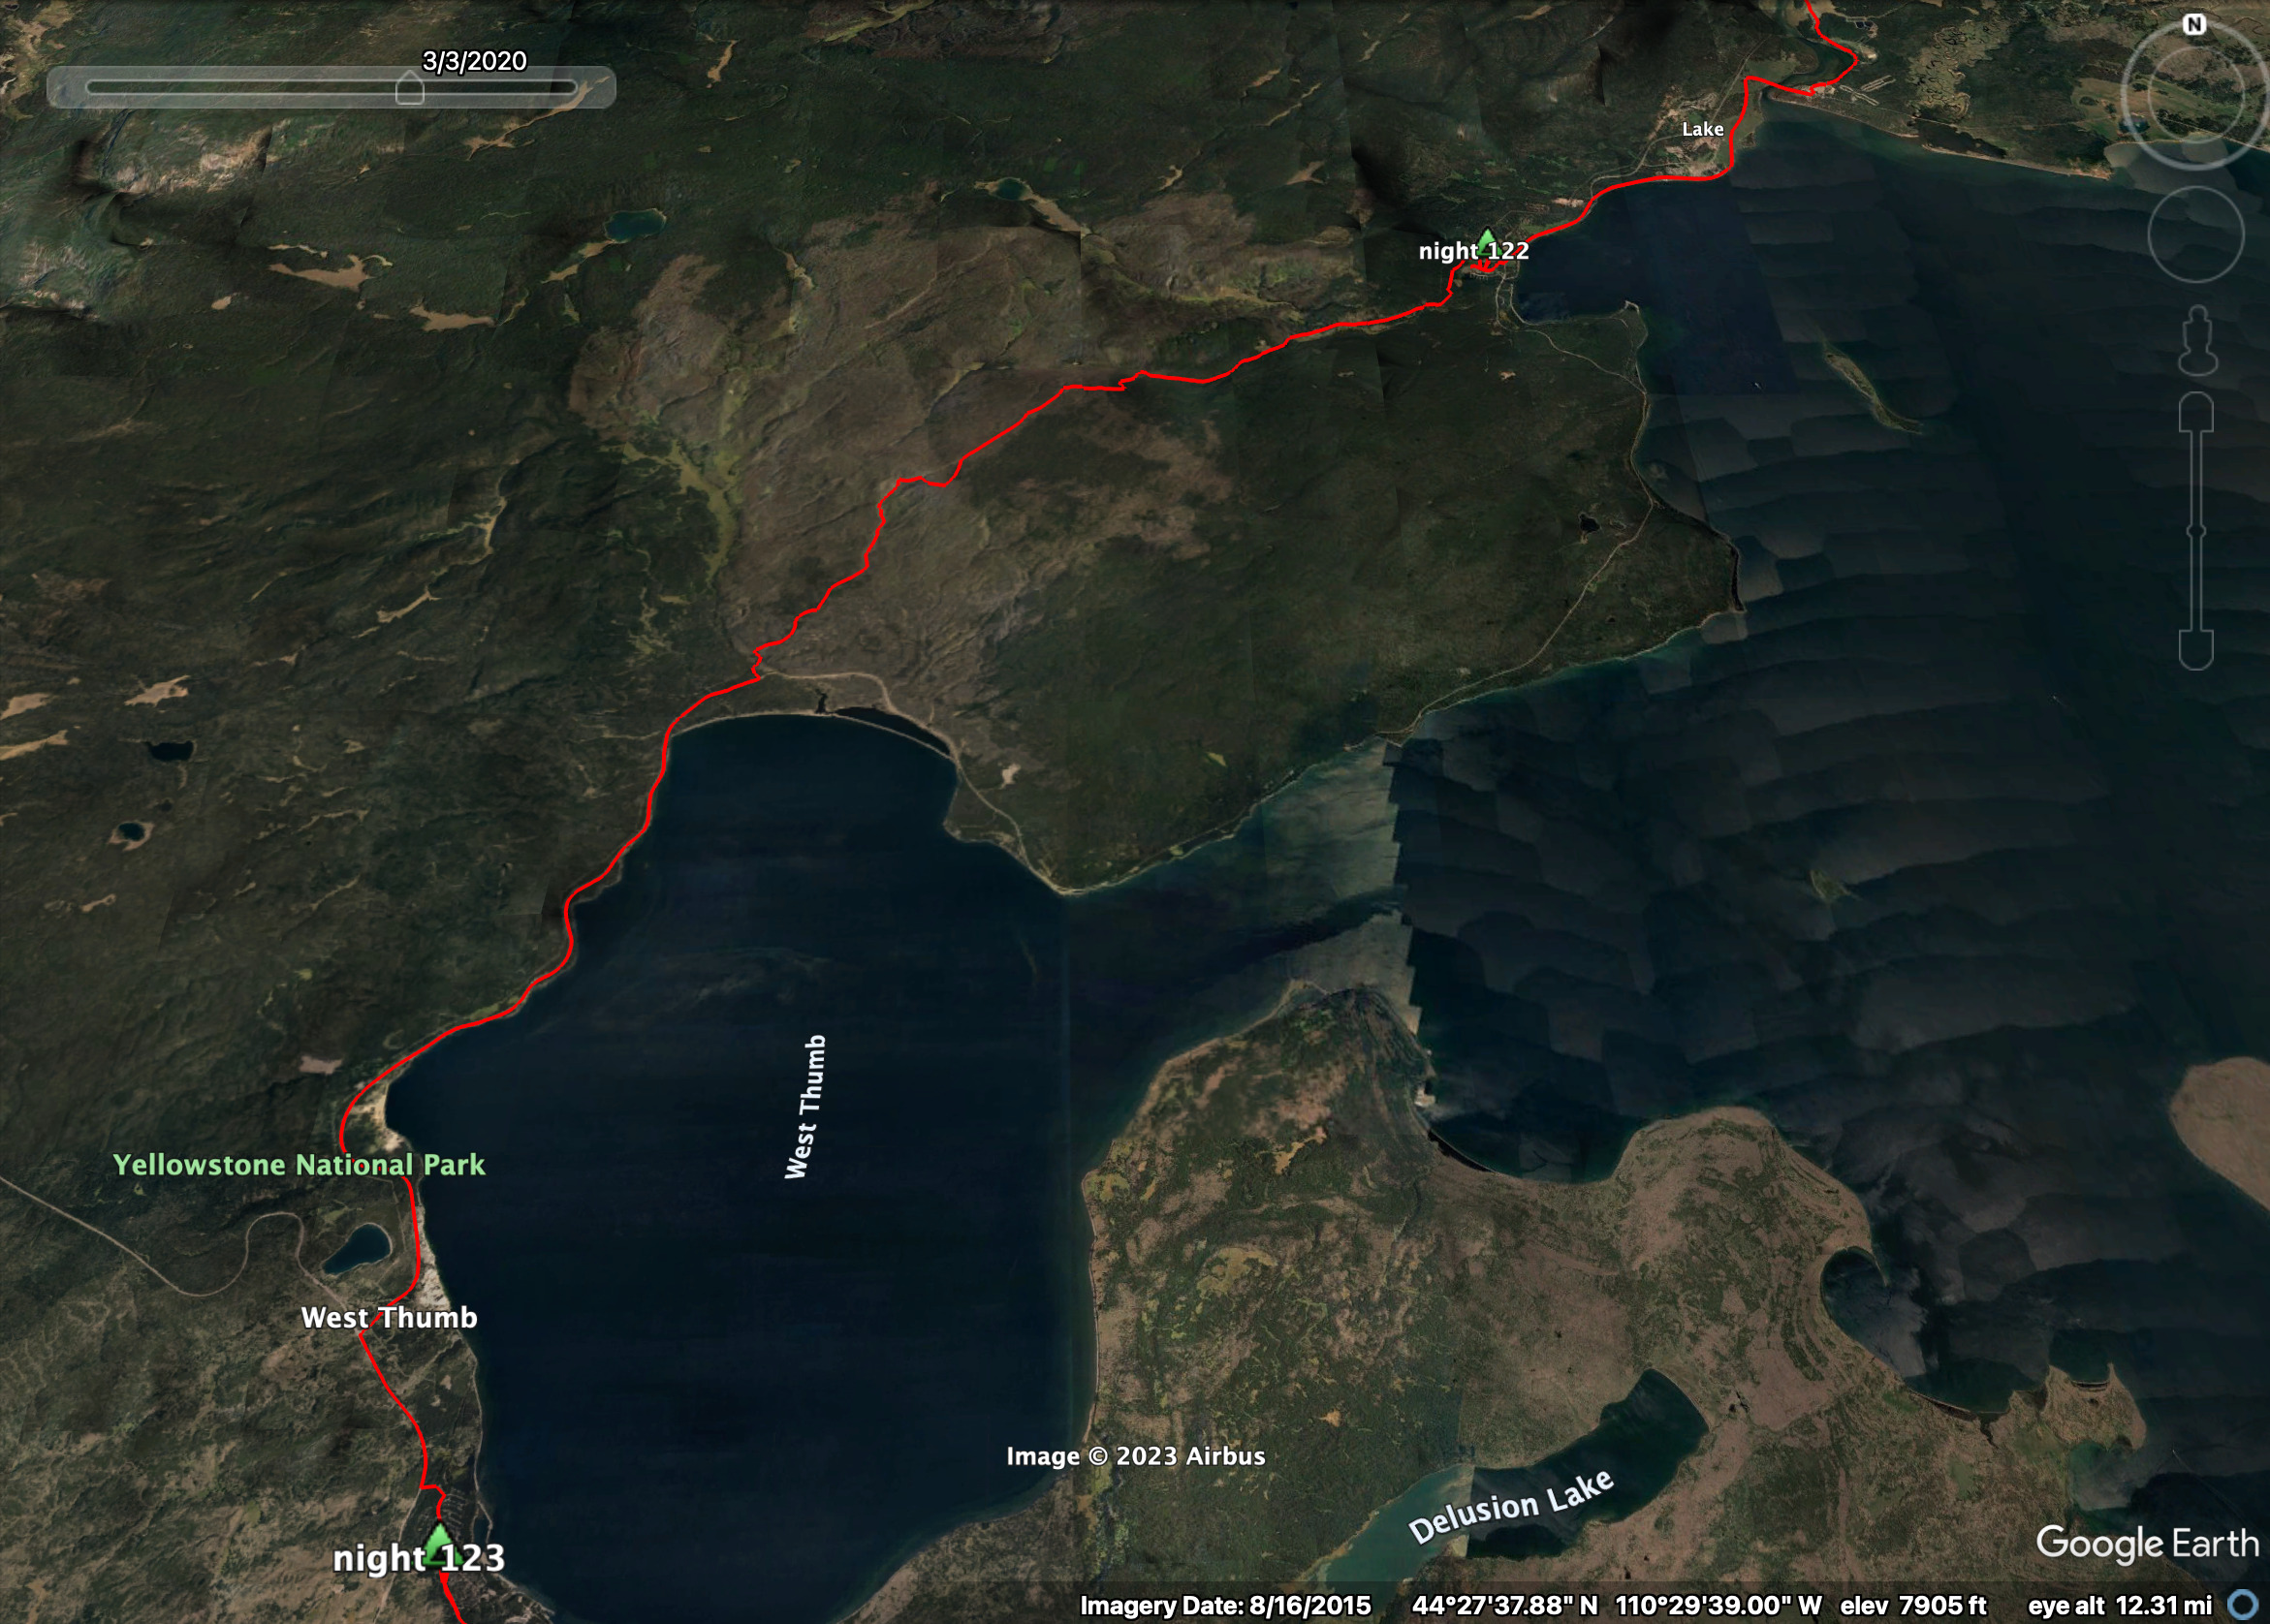 3/3/2020
N
Lake
night 122
West Thumb
Yellowstone National Park
West Thumb
Image © 2023 Airbus
Delusion Lake
night 123
Google Earth
Imagery Date: 8/16/2015 44°27'37.88" N 110°29'39.00" W elev 7905 ft eye alt 12.31 mi